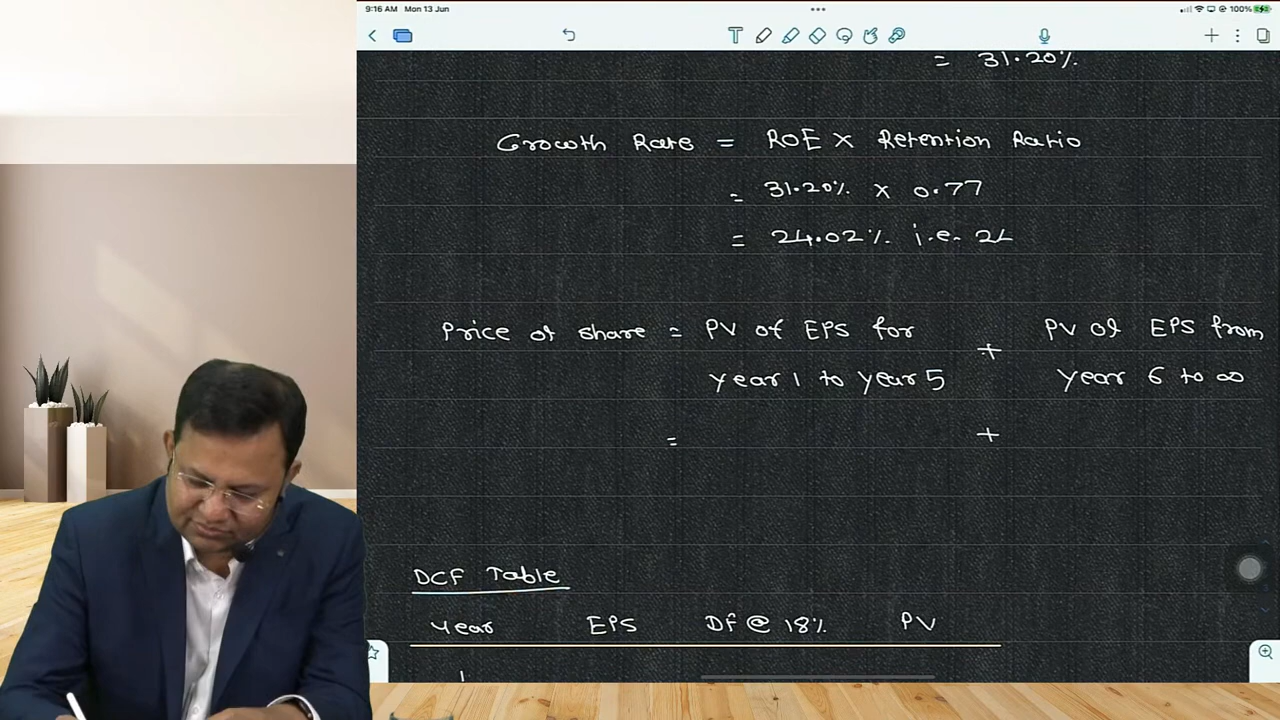 9:16 AM Mon 13 Jun
100%
= 31.20%
Growth Rate = ROE X Retention Ratio
= 31.20% x 0.77
= 24.02% i.e. 24
Price of share = PV of EPS for year 1 to year 5 + PV of EPS from year 6 to ∞
= +
DCF Table
Year EPS Df @ 18% PV
1